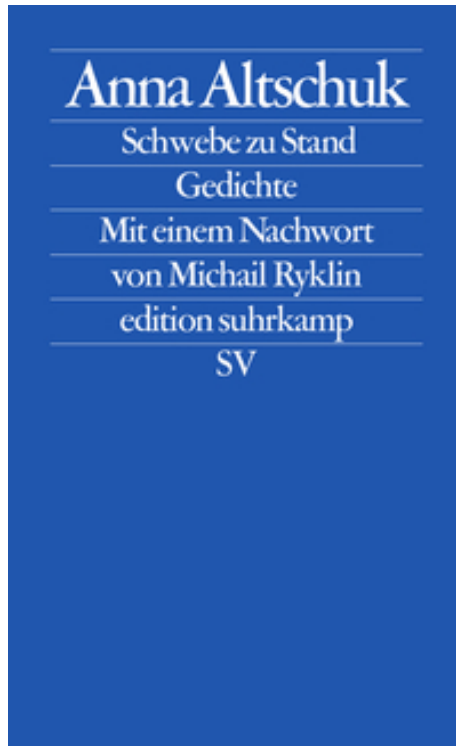 Anna Altschuk
Schwebe zu Stand
Gedichte
Mit einem Nachwort
von Michail Ryklin
edition suhrkamp
SV